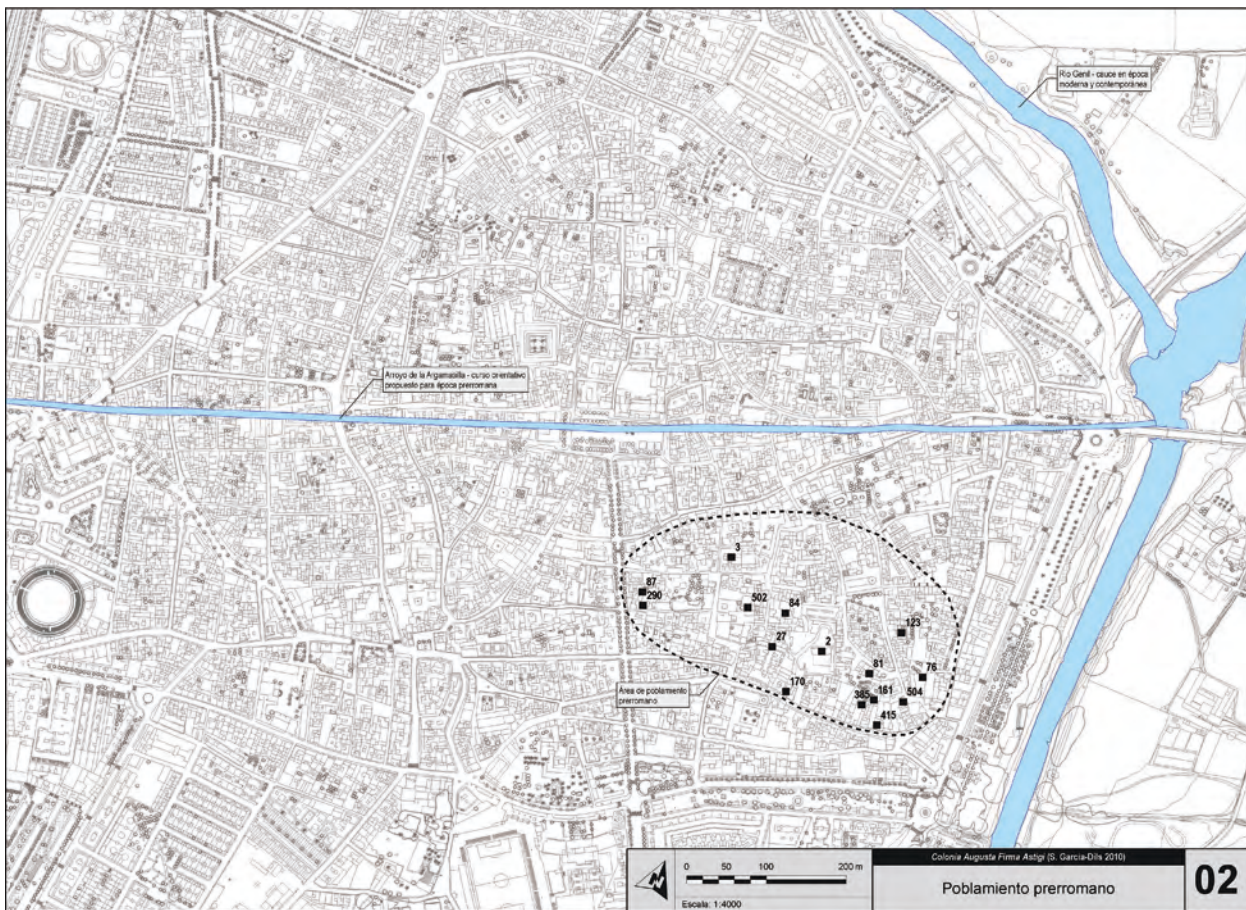 Río Genil - cauce en época
moderna y contemporánea
Arroyo de la Argamasilla - curso orientativo
propuesto para época prerromana
3
87
290
502
84
123
27
2
81
76
170
385
161
504
415
Área de poblamiento
prerromano
N
0 50 100 200 m
Escala: 1:4000
Colonia Augusta Firma Astigi (S. García-Dils 2010)
Poblamiento prerromano
02